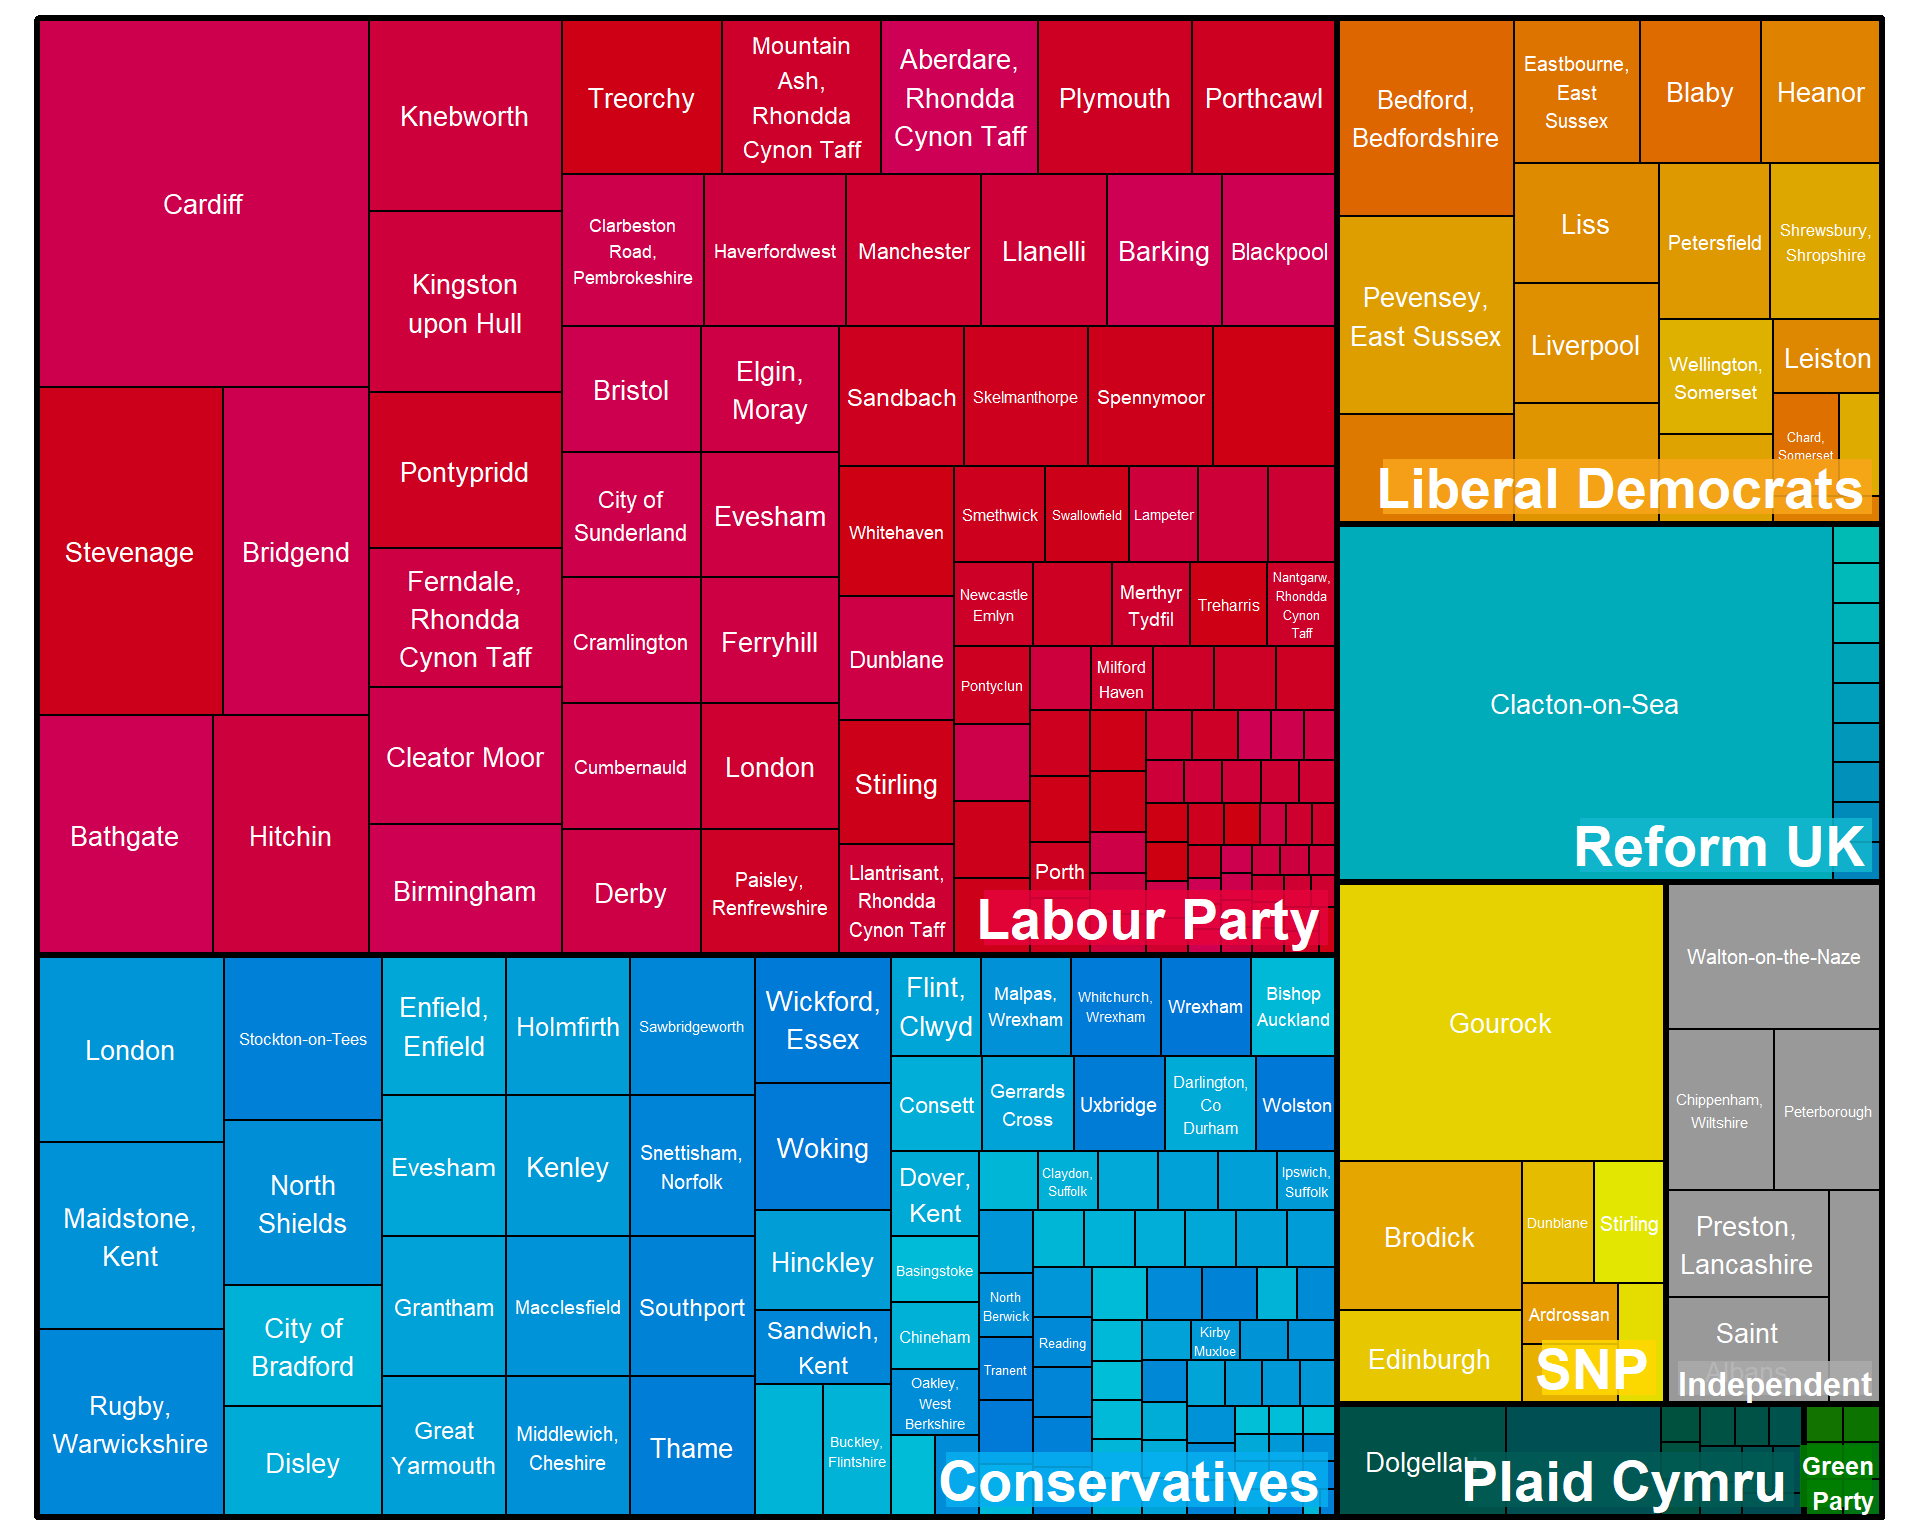 Cardiff
Stevenage
Bridgend
Bathgate
Hitchin
Knebworth
Kingston
upon Hull
Pontypridd
Ferndale,
Rhondda
Cynon Taff
Cleator Moor
Birmingham
Treorchy
Mountain
Ash,
Rhondda
Cynon Taff
Aberdare,
Rhondda
Cynon Taff
Plymouth
Porthcawl
Clarbeston
Road,
Pembrokeshire
Haverfordwest
Manchester
Llanelli
Barking
Blackpool
Bristol
Elgin,
Moray
City of
Sunderland
Evesham
Cramlington
Ferryhill
Cumbernauld
London
Derby
Paisley,
Renfrewshire
Sandbach
Skelmanthorpe
Spennymoor
Whitehaven
Dunblane
Stirling
Llantrisant,
Rhondda
Cynon Taff
Smethwick
Swallowfield
Lampeter
Newcastle
Emlyn
Merthyr
Tydfil
Treharris
Nantgarw,
Rhondda
Cynon
Taff
Pontyclun
Milford
Haven
Porth
Labour Party
Bedford,
Bedfordshire
Pevensey,
East Sussex
Eastbourne,
East
Sussex
Blaby
Heanor
Liss
Liverpool
Petersfield
Shrewsbury,
Shropshire
Wellington,
Somerset
Leiston
Chard,
Somerset
Liberal Democrats
Clacton-on-Sea
Reform UK
Gourock
Brodick
Edinburgh
Dunblane
Stirling
Ardrossan
SNP
Walton-on-the-Naze
Chippenham,
Wiltshire
Peterborough
Preston,
Lancashire
Saint
Albans
Independent
London
Maidstone,
Kent
Rugby,
Warwickshire
Stockton-on-Tees
North
Shields
City of
Bradford
Disley
Enfield,
Enfield
Evesham
Grantham
Great
Yarmouth
Holmfirth
Kenley
Macclesfield
Middlewich,
Cheshire
Sawbridgeworth
Snettisham,
Norfolk
Southport
Thame
Wickford,
Essex
Woking
Hinckley
Sandwich,
Kent
Buckley,
Flintshire
Flint,
Clwyd
Malpas,
Wrexham
Whitchurch,
Wrexham
Wrexham
Bishop
Auckland
Consett
Gerrards
Cross
Uxbridge
Darlington,
Co
Durham
Wolston
Dover,
Kent
Claydon,
Suffolk
Ipswich,
Suffolk
Basingstoke
Chineham
Oakley,
West
Berkshire
North
Berwick
Tranent
Reading
Kirby
Muxloe
Conservatives
Dolgellau
Plaid Cymru
Green
Party